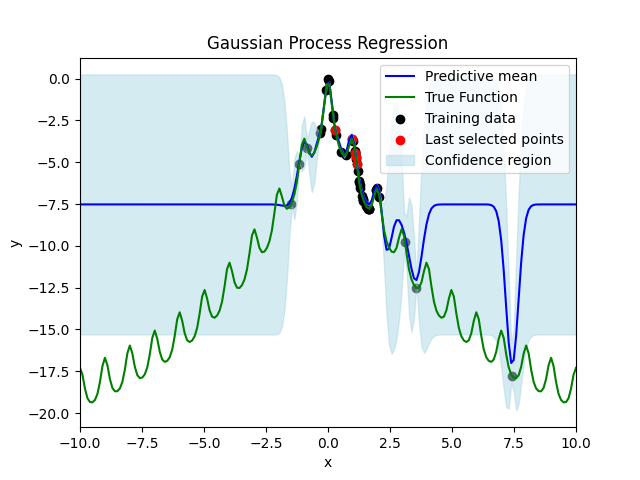 Gaussian Process Regression
Predictive mean
True Function
Training data
Last selected points
Confidence region
y
0.0
−2.5
−5.0
−7.5
−10.0
−12.5
−15.0
−17.5
−20.0
−10.0 −7.5 −5.0 −2.5 0.0 2.5 5.0 7.5 10.0
x